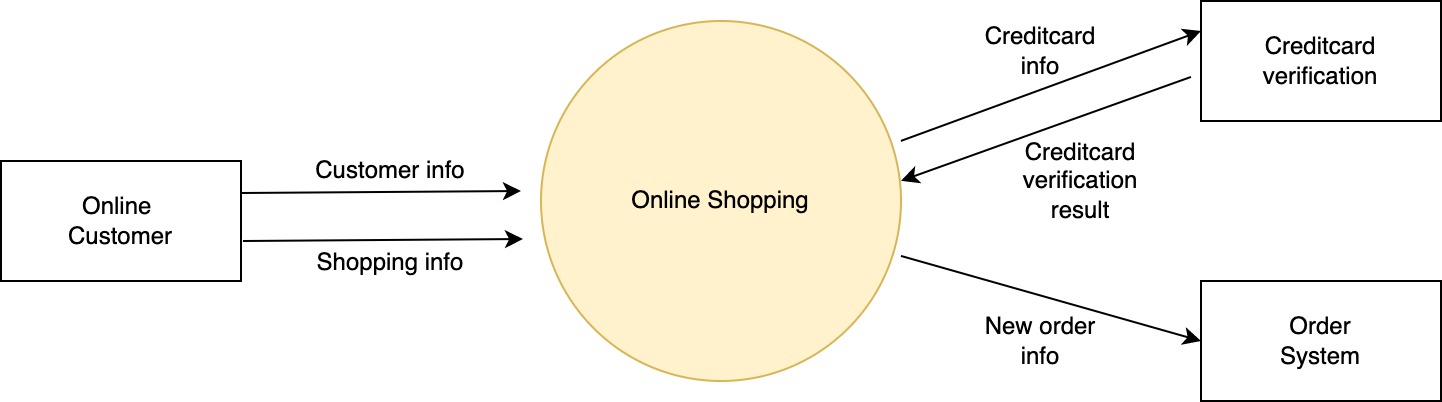 Online
Customer
Customer info
Shopping info
Online Shopping
Creditcard
info
Creditcard
verification
result
New order
info
Creditcard
verification
Order
System